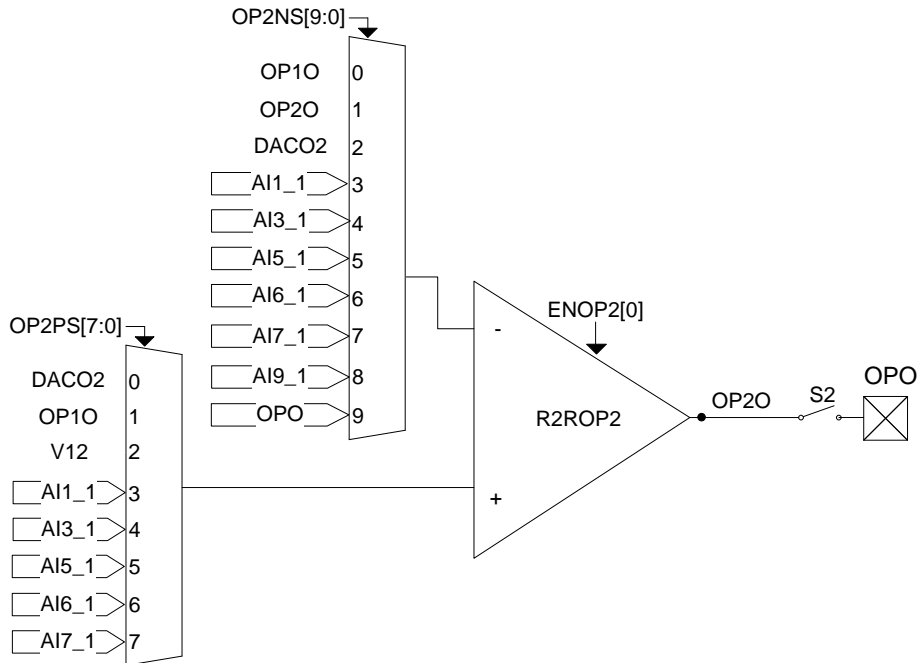 OP2NS[9:0]
OP1O 0
OP2O 1
DACO2 2
AI1_1 3
AI3_1 4
AI5_1 5
AI6_1 6
AI7_1 7
AI9_1 8
OPO 9
OP2PS[7:0]
DACO2 0
OP1O 1
V12 2
AI1_1 3
AI3_1 4
AI5_1 5
AI6_1 6
AI7_1 7
-
+
R2ROP2
ENOP2[0]
OP2O
S2
OPO